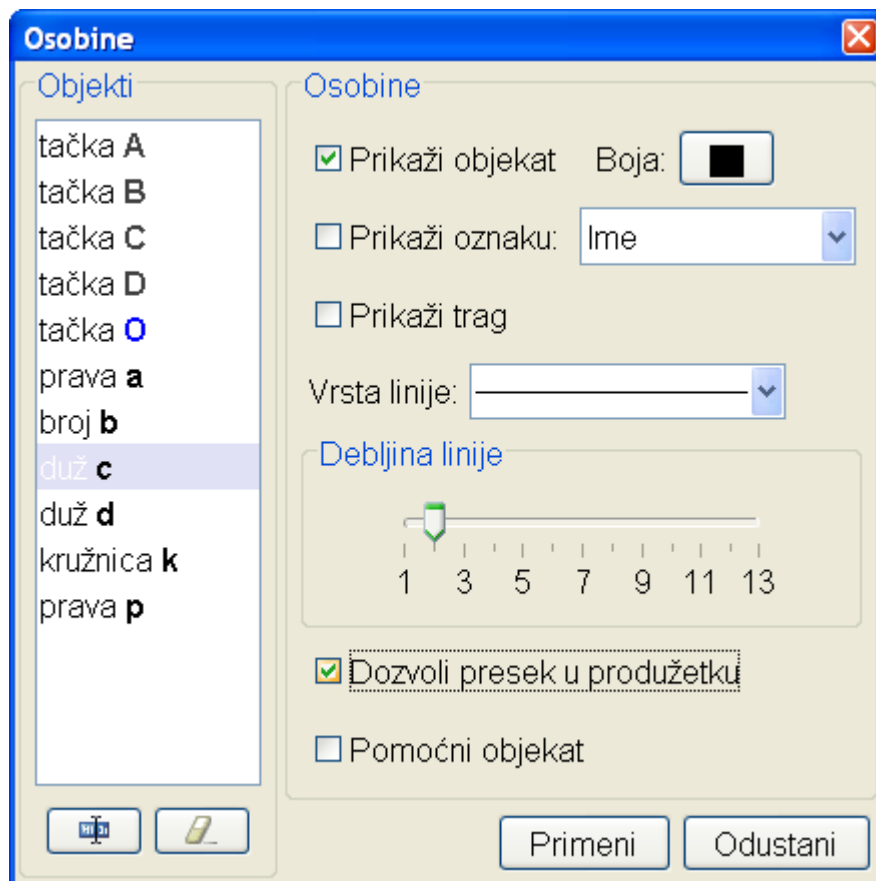 Osobine
Objekti
tačka A
tačka B
tačka C
tačka D
tačka O
prava a
broj b
duž c
duž d
kružnica k
prava p
Osobine
Prikaži objekat Boja:
Prikaži oznaku: Ime
Prikaži trag
Vrsta linije:
Debljina linije
1 3 5 7 9 11 13
Dozvoli presek u produžetku
Pomoćni objekat
Primeni Odustani